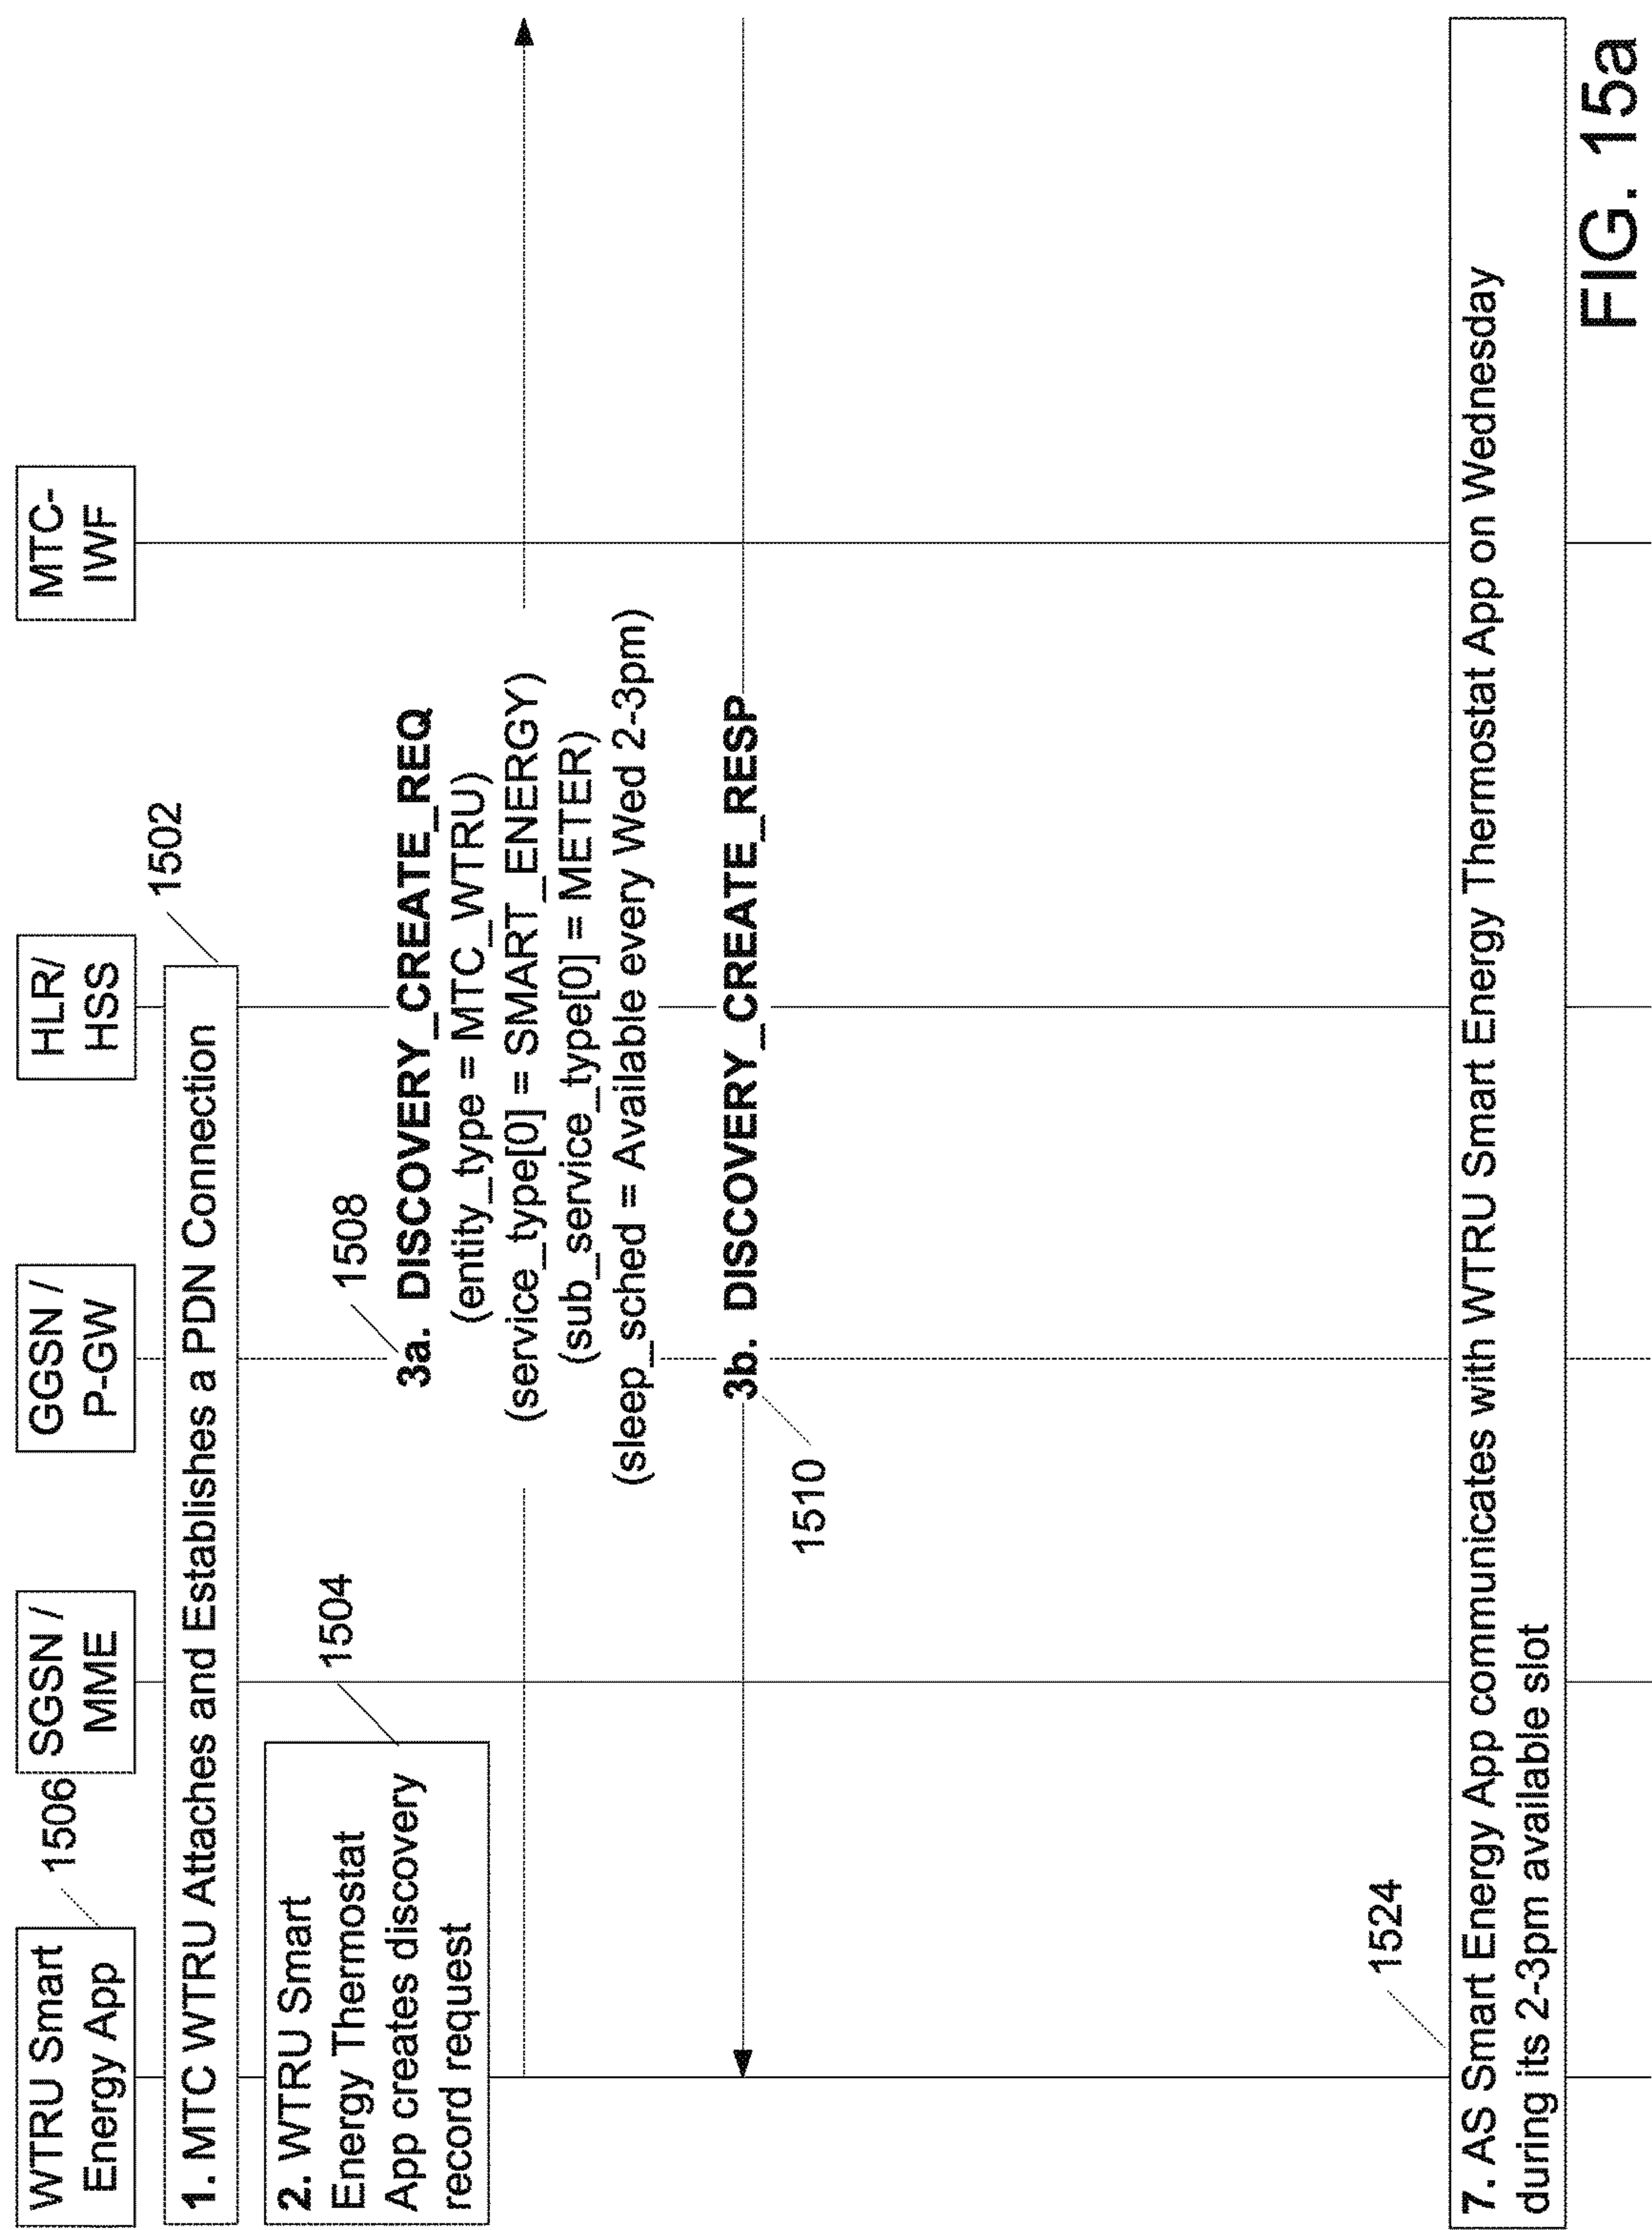 WTRU Smart
Energy App
1506
SGSN /
MME
GGSN /
P-GW
HLR/
HSS
MTC-
IWF
1. MTC WTRU Attaches and Establishes a PDN Connection
1502
2. WTRU Smart
Energy Thermostat
App creates discovery
record request
1504
1508
3a. DISCOVERY_CREATE_REQ
(entity_type = MTC_WTRU)
(service_type[0] = SMART_ENERGY)
(sub_service_type[0] = METER)
(sleep_sched = Available every Wed 2-3pm)
3b. DISCOVERY_CREATE_RESP
1510
1524
7. AS Smart Energy App communicates with WTRU Smart Energy Thermostat App on Wednesday
during its 2-3pm available slot
FIG. 15a